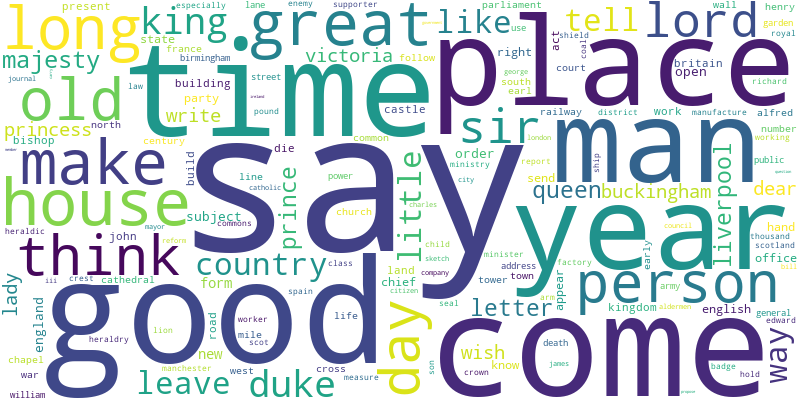 especially lane enemy supporter parliament wall henry
long present king great like use tell lord garden royal
state france birmingham follow right act shield coal
majesty time victoria place court britain open richard
journal law building street south earl george
old party pound castle railway district work manufacture alfred
princess north write sir man number
bishop century common london working
make build die order report ship send public
house line power ministry city queen buckingham dear
say little liverpool
heraldic mayor subject prince church charles year hand
reform commons child council thousand
think john country sketch minister early scotland office
cathedral class chief land company factory address town bill
lady iii crest form tower appear person army
england good spain life citizen seal letter arm kingdom english general
heraldry lion road worker mile scot day come aldermen edward
chapel new war west cross wish death way
manchester measure son know james badge hold
william leave duke crown
catholic